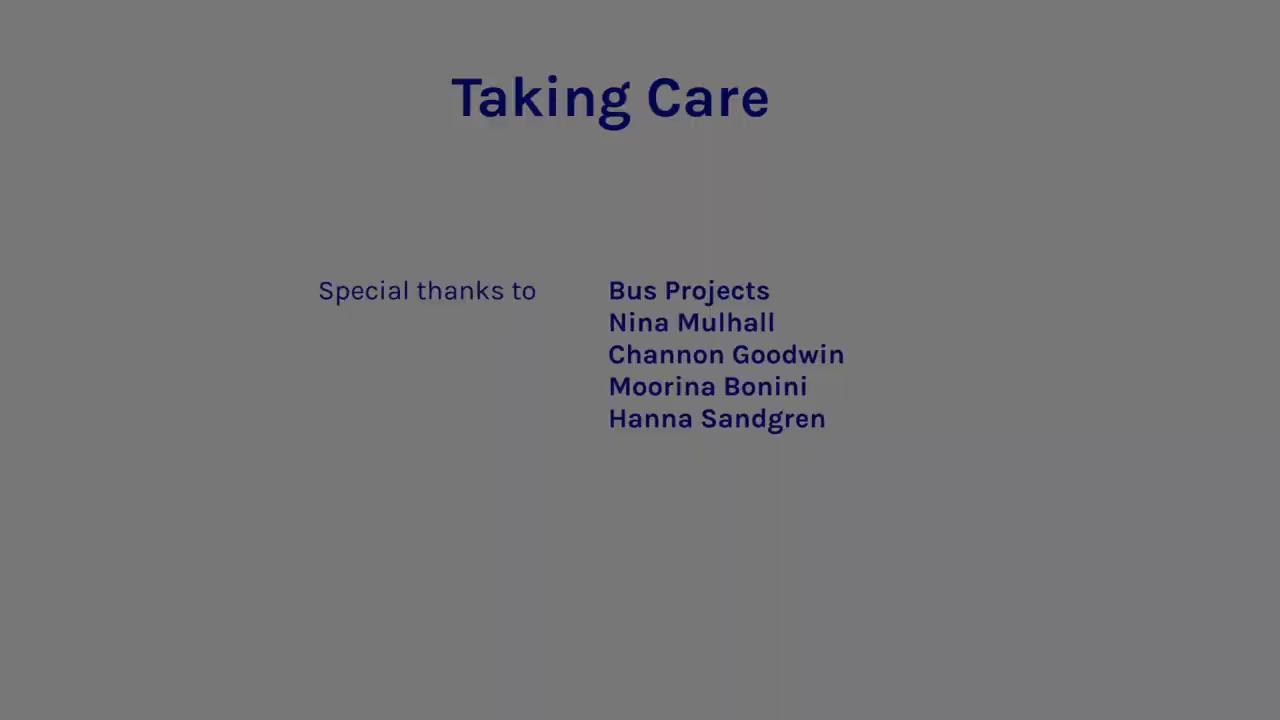 Taking Care
Special thanks to Bus Projects
Nina Mulhall
Channon Goodwin
Moorina Bonini
Hanna Sandgren